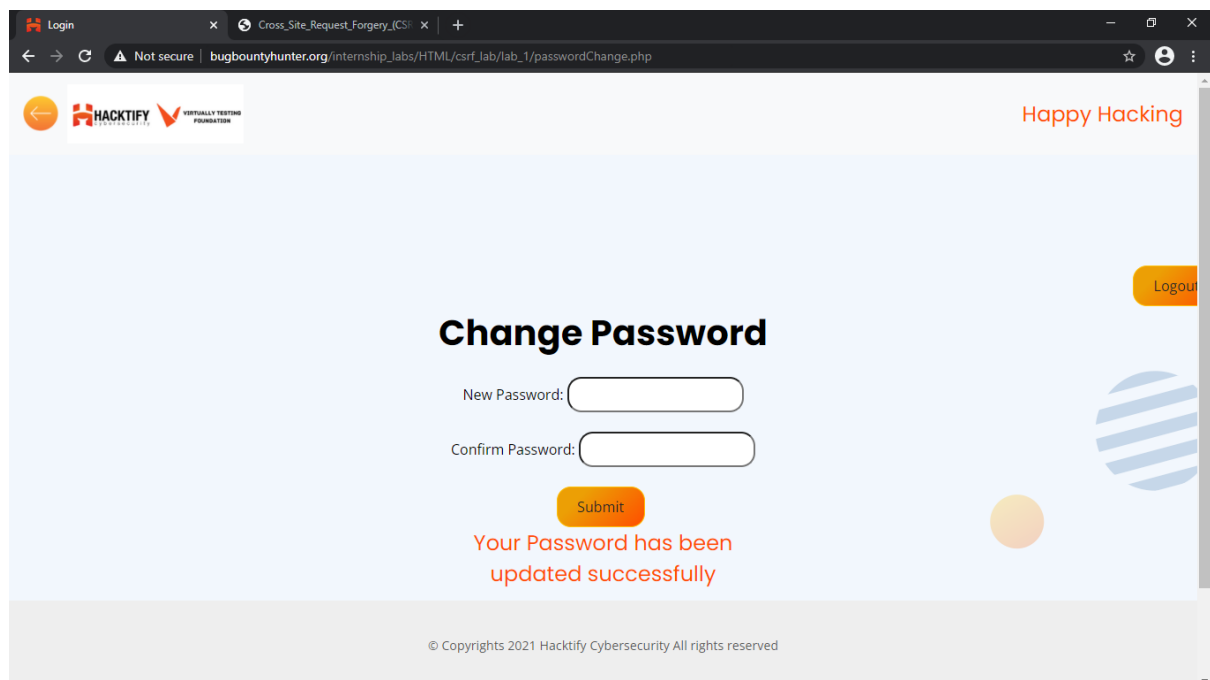 Login
Cross_Site_Request_Forgery_(CSF
Not secure | bugbountyhunter.org/internship_labs/HTML/csrf_lab/lab_1/passwordChange.php
HACKTIFY
cybersecurity
VIRTUALLY TESTING
FOUNDATION
Happy Hacking
Logout
Change Password
New Password:
Confirm Password:
Submit
Your Password has been
updated successfully
© Copyrights 2021 Hacktify Cybersecurity All rights reserved